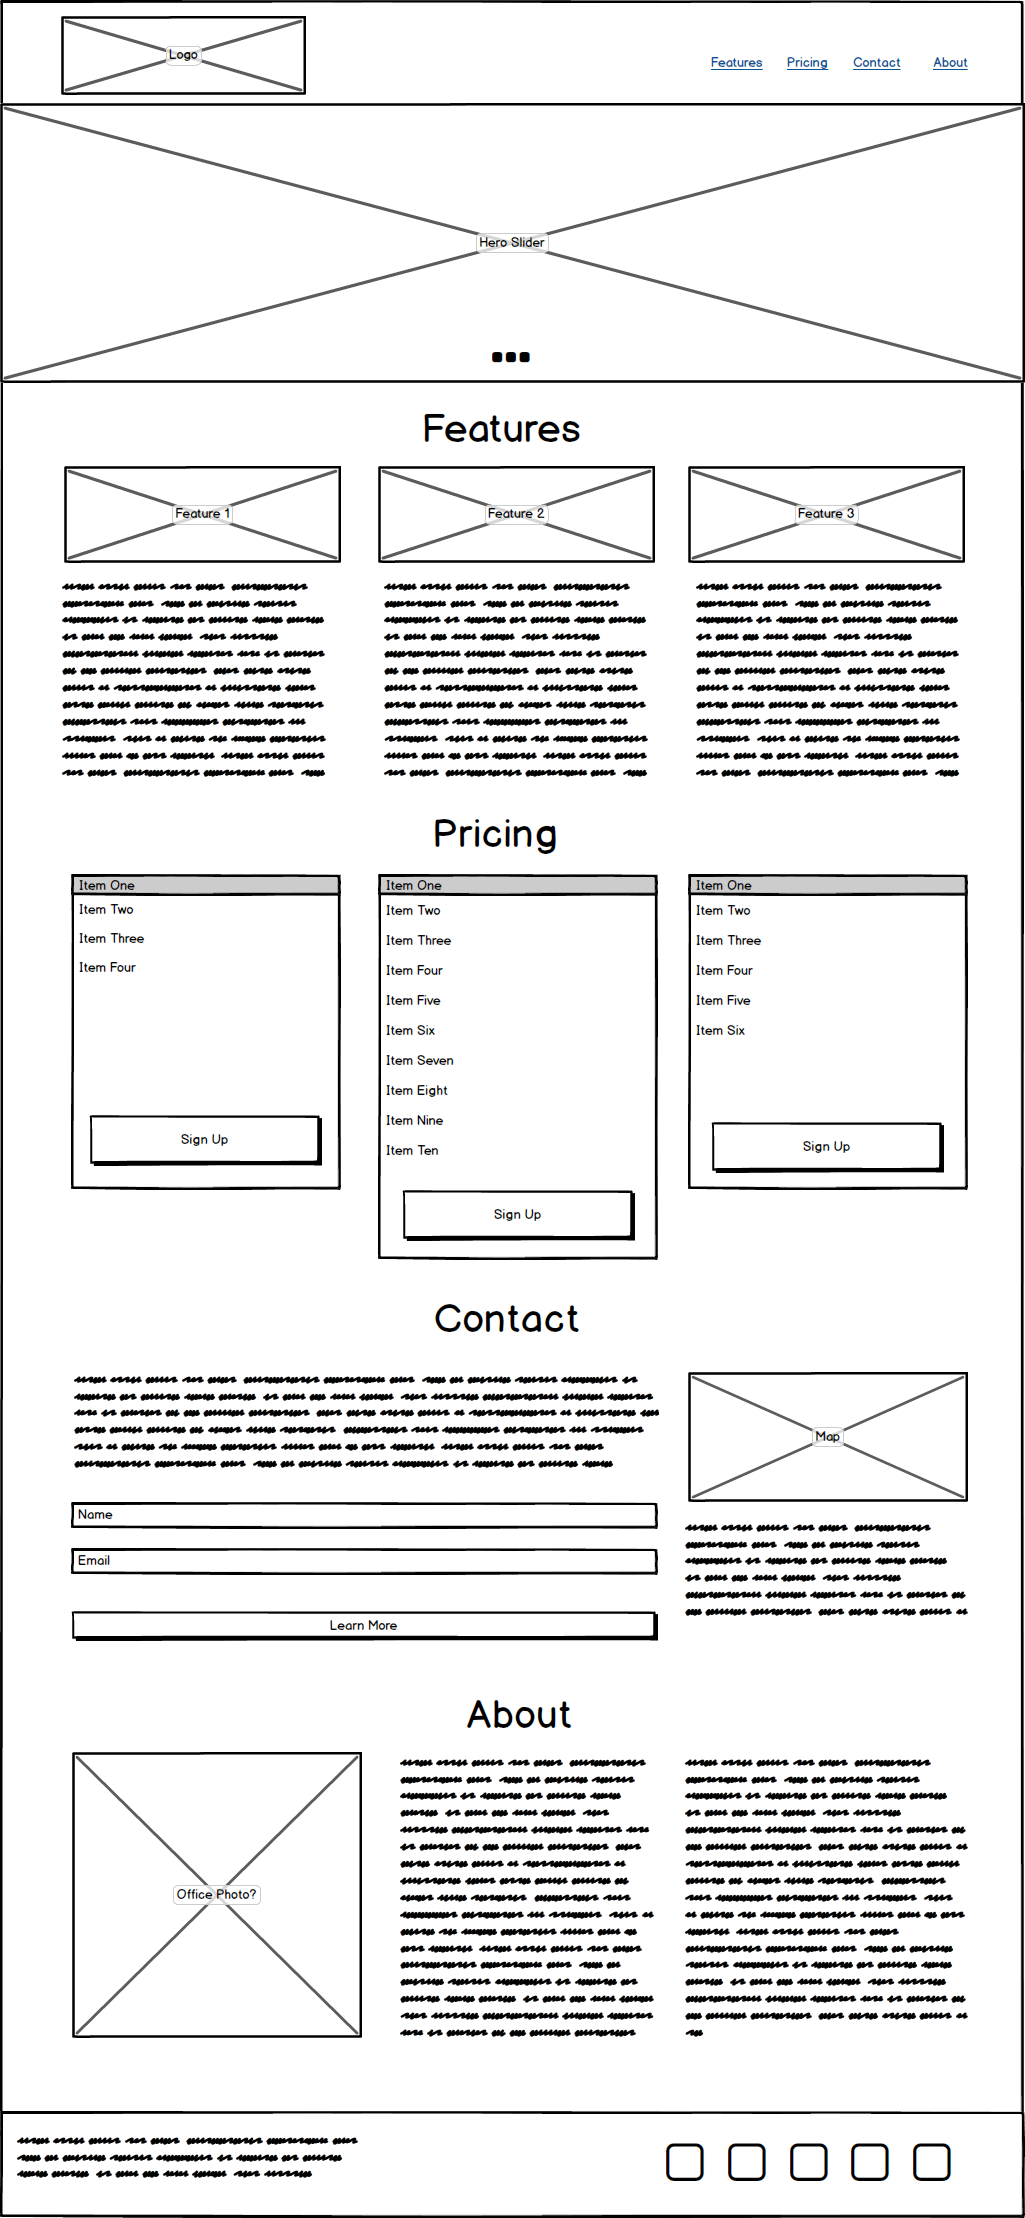 Logo
Features Pricing Contact About
Hero Slider
Features
Feature 1 Feature 2 Feature 3
Pricing
Item One
Item Two
Item Three
Item Four
Sign Up
Item One
Item Two
Item Three
Item Four
Item Five
Item Six
Item Seven
Item Eight
Item Nine
Item Ten
Sign Up
Item One
Item Two
Item Three
Item Four
Item Five
Item Six
Sign Up
Contact
Name
Email
Learn More
Map
About
Office Photo?